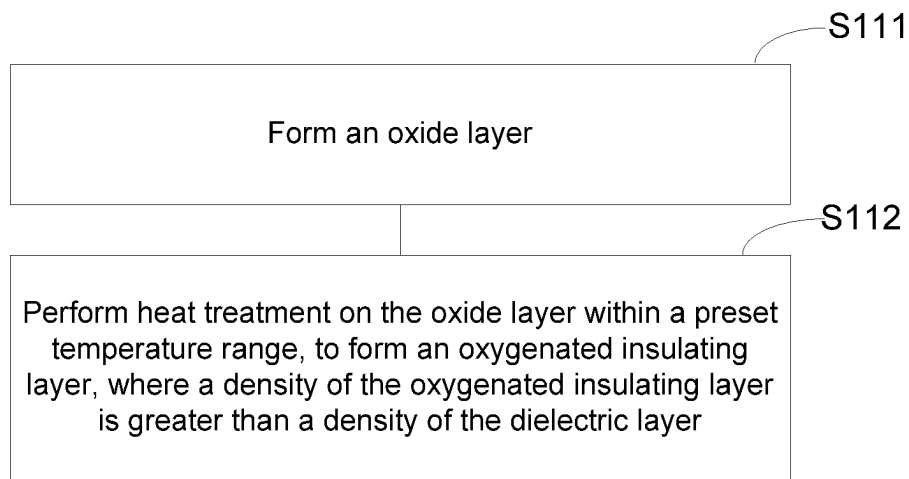 S111
Form an oxide layer
S112
Perform heat treatment on the oxide layer within a preset
temperature range, to form an oxygenated insulating
layer, where a density of the oxygenated insulating layer
is greater than a density of the dielectric layer